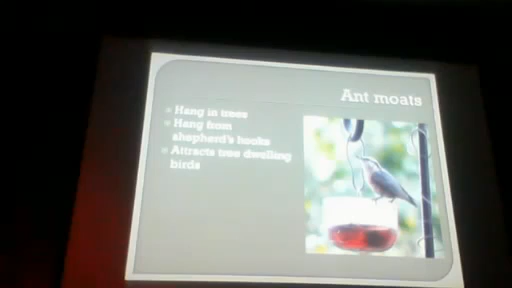 Ant moats
Hang in trees
Hang from
shepherd's hooks
Attracts tree dwelling
birds